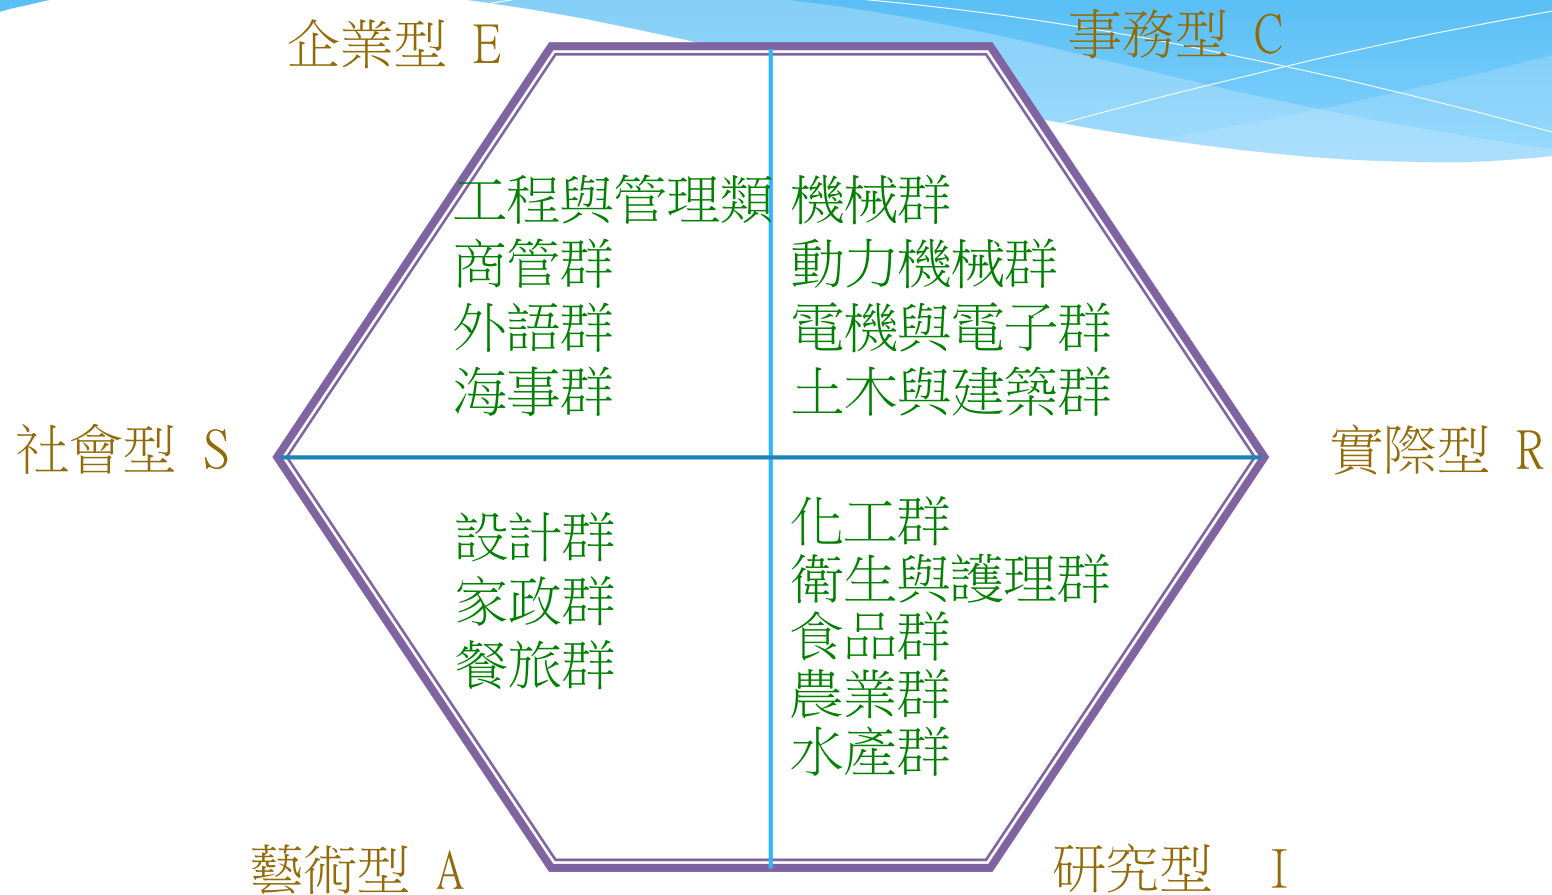 企業型 E
事務型 C
工程與管理類
商管群
外語群
海事群
機械群
動力機械群
電機與電子群
土木與建築群
社會型 S
實際型 R
設計群
家政群
餐旅群
化工群
衛生與護理群
食品群
農業群
水產群
藝術型 A
研究型 I